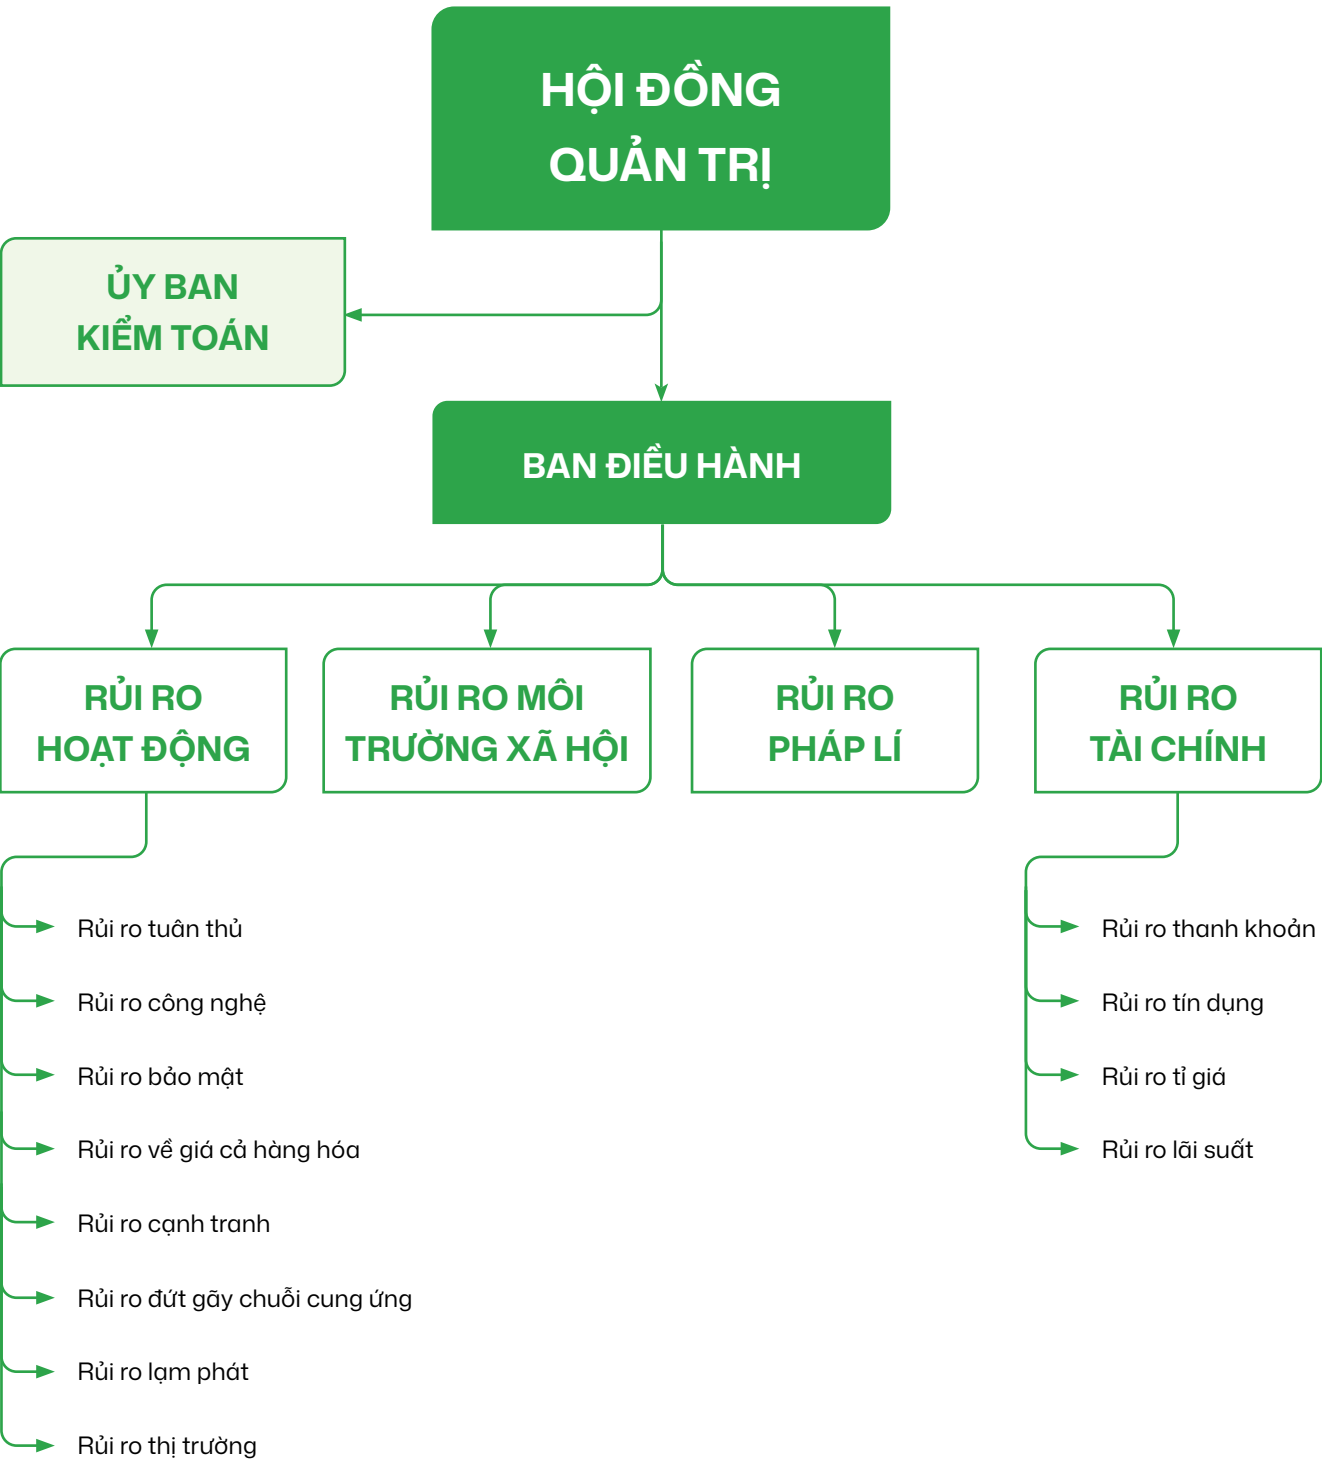 HỘI ĐỒNG
QUẢN TRỊ
ỦY BAN
KIỂM TOÁN
BAN ĐIỀU HÀNH
RỦI RO
HOẠT ĐỘNG
RỦI RO MÔI
TRƯỜNG XÃ HỘI
RỦI RO
PHÁP LÍ
RỦI RO
TÀI CHÍNH
Rủi ro tuân thủ
Rủi ro công nghệ
Rủi ro bảo mật
Rủi ro về giá cả hàng hóa
Rủi ro cạnh tranh
Rủi ro đứt gãy chuỗi cung ứng
Rủi ro lạm phát
Rủi ro thị trường
Rủi ro thanh khoản
Rủi ro tín dụng
Rủi ro tỉ giá
Rủi ro lãi suất